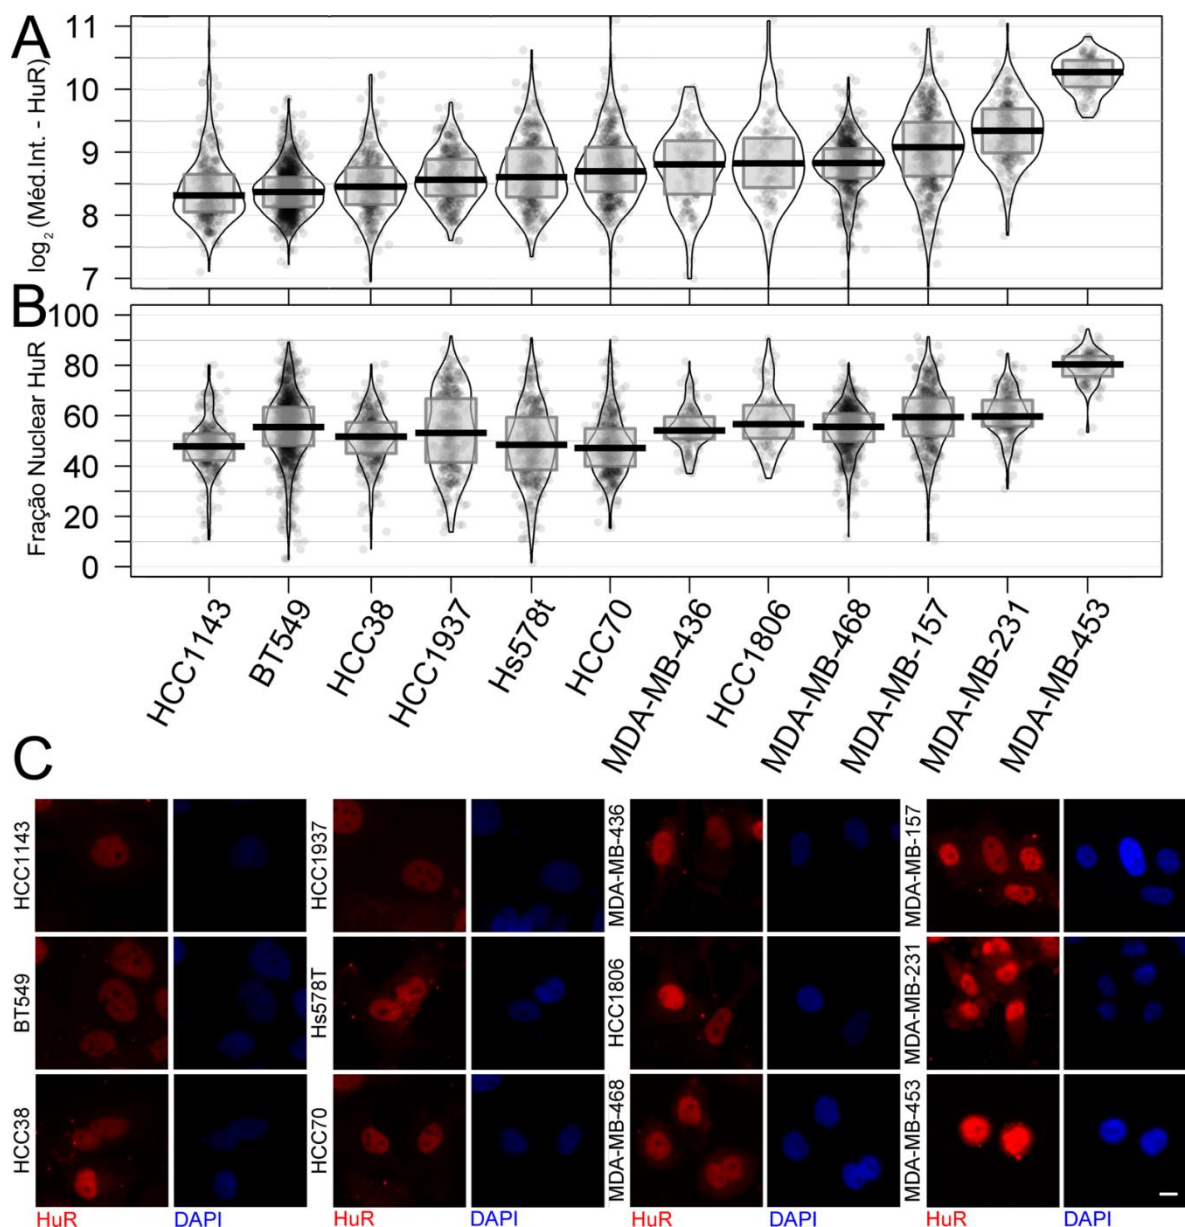 A
log₂ (Méd.Int. - HuR)
11
10
9
8
7
B
Fração Nuclear HuR
100
80
60
40
20
0
HCC1143
BT549
HCC38
HCC1937
Hs578t
HCC70
MDA-MB-436
HCC1806
MDA-MB-468
MDA-MB-157
MDA-MB-231
MDA-MB-453
C
HCC1143
HCC1937
MDA-MB-436
MDA-MB-157
BT549
Hs578T
HCC1806
MDA-MB-231
HCC38
HCC70
MDA-MB-468
MDA-MB-453
HuR DAPI HuR DAPI HuR DAPI HuR DAPI